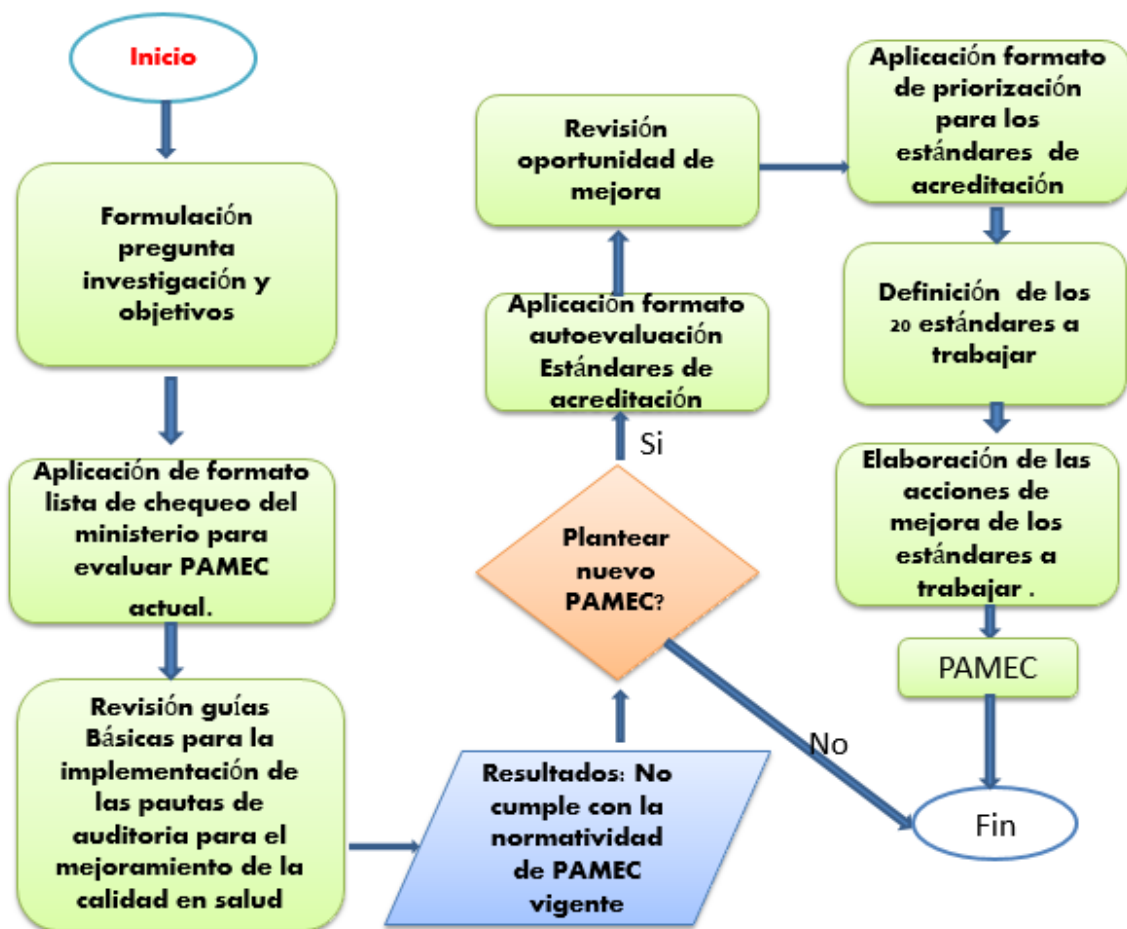 Inicio
Formulación
pregunta
investigación y
objetivos
Aplicación de formato
lista de chequeo del
ministerio para
evaluar PAMEC
actual.
Revisión guías
Básicas para la
implementación de
las pautas de
auditoria para el
mejoramiento de la
calidad en salud
Resultados: No
cumple con la
normatividad
de PAMEC
vigente
Plantear
nuevo
PAMEC?
Si
No
Aplicación formato
autoevaluación
Estándares de
acreditación
Revisión
oportunidad de
mejora
Aplicación formato
de priorización
para los
estándares de
acreditación
Definición de los
20 estándares a
trabajar
Elaboración de las
acciones de
mejora de los
estándares a
trabajar .
PAMEC
Fin